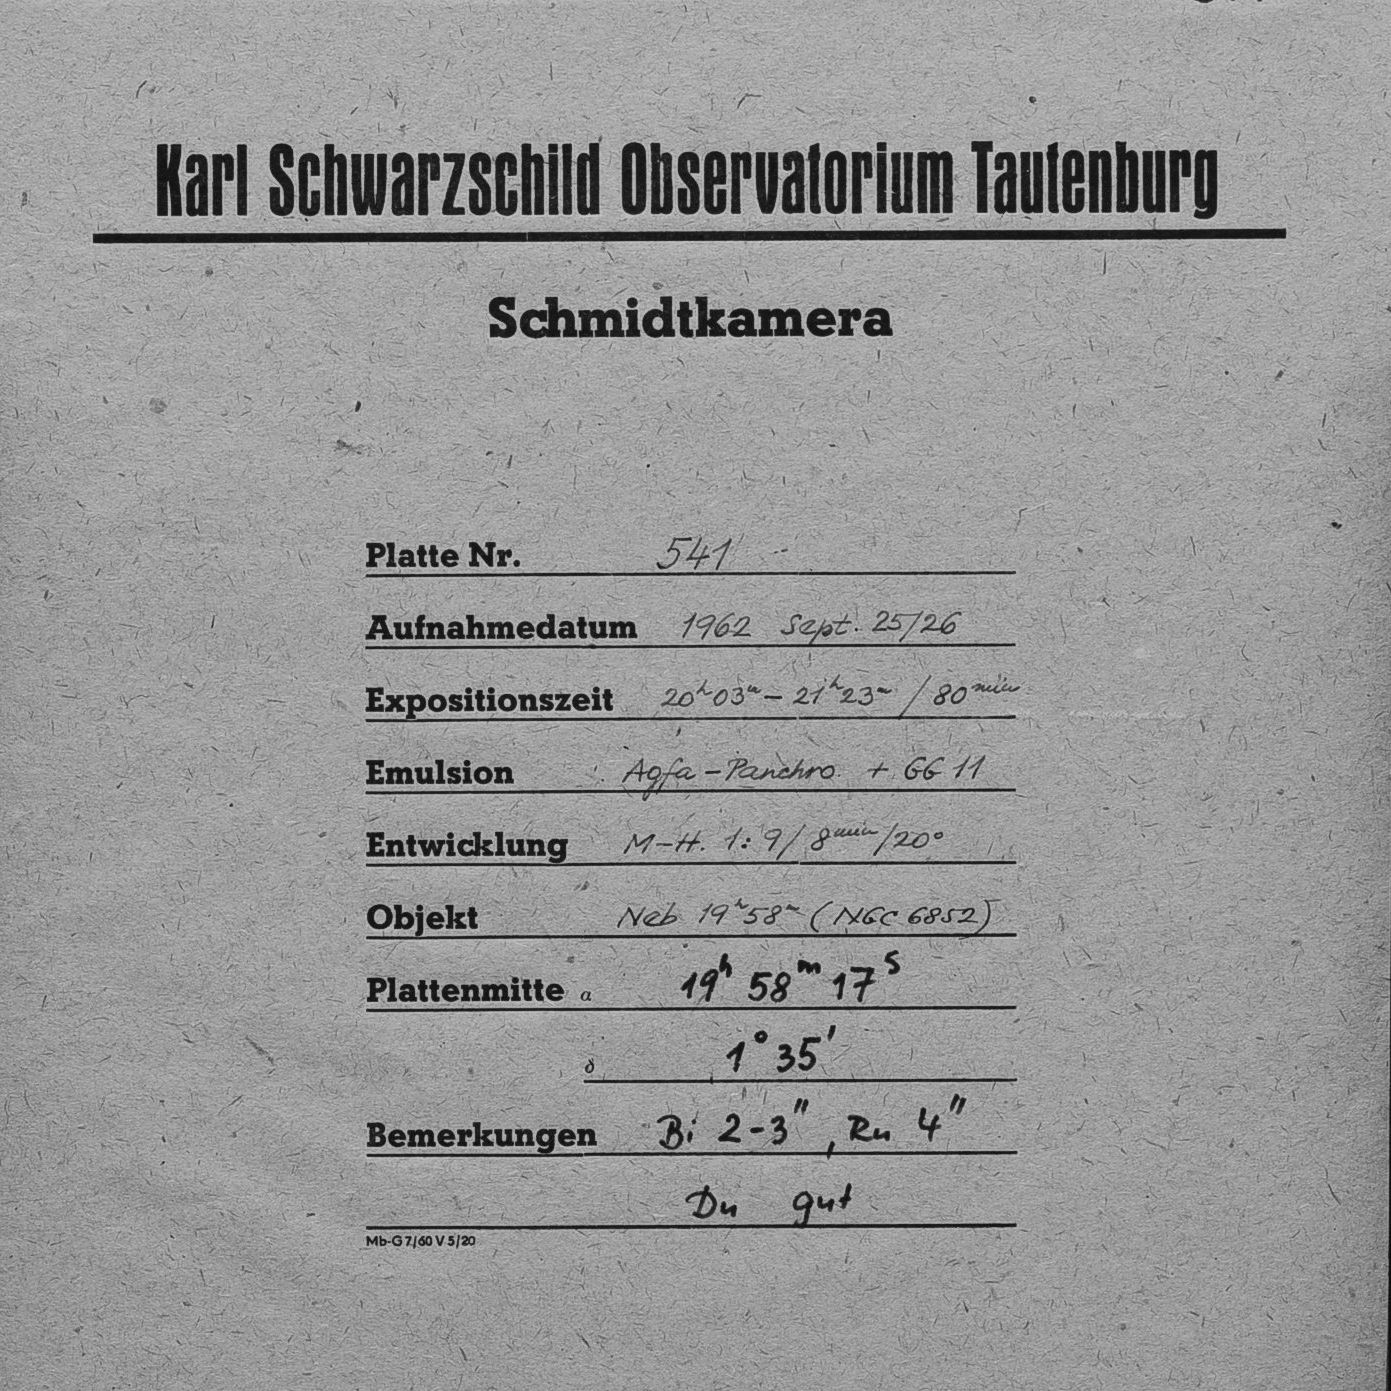 Karl Schwarzschild Observatorium Tautenburg
Schmidtkamera
Platte Nr. 541
Aufnahmedatum 1962 Sept. 25/26
Expositionszeit 20h03m – 21h23m / 80min
Emulsion Agfa – Panchro + GG 11
Entwicklung M–H. 1:9 / 8min / 20°
Objekt Neb 19h58m (NGC 6852)
Plattenmitte α 19h 58m 17s
δ 1° 35'
Bemerkungen Bi 2-3", Ru 4"
Du gut
Mb-G 7/60 V 5/20